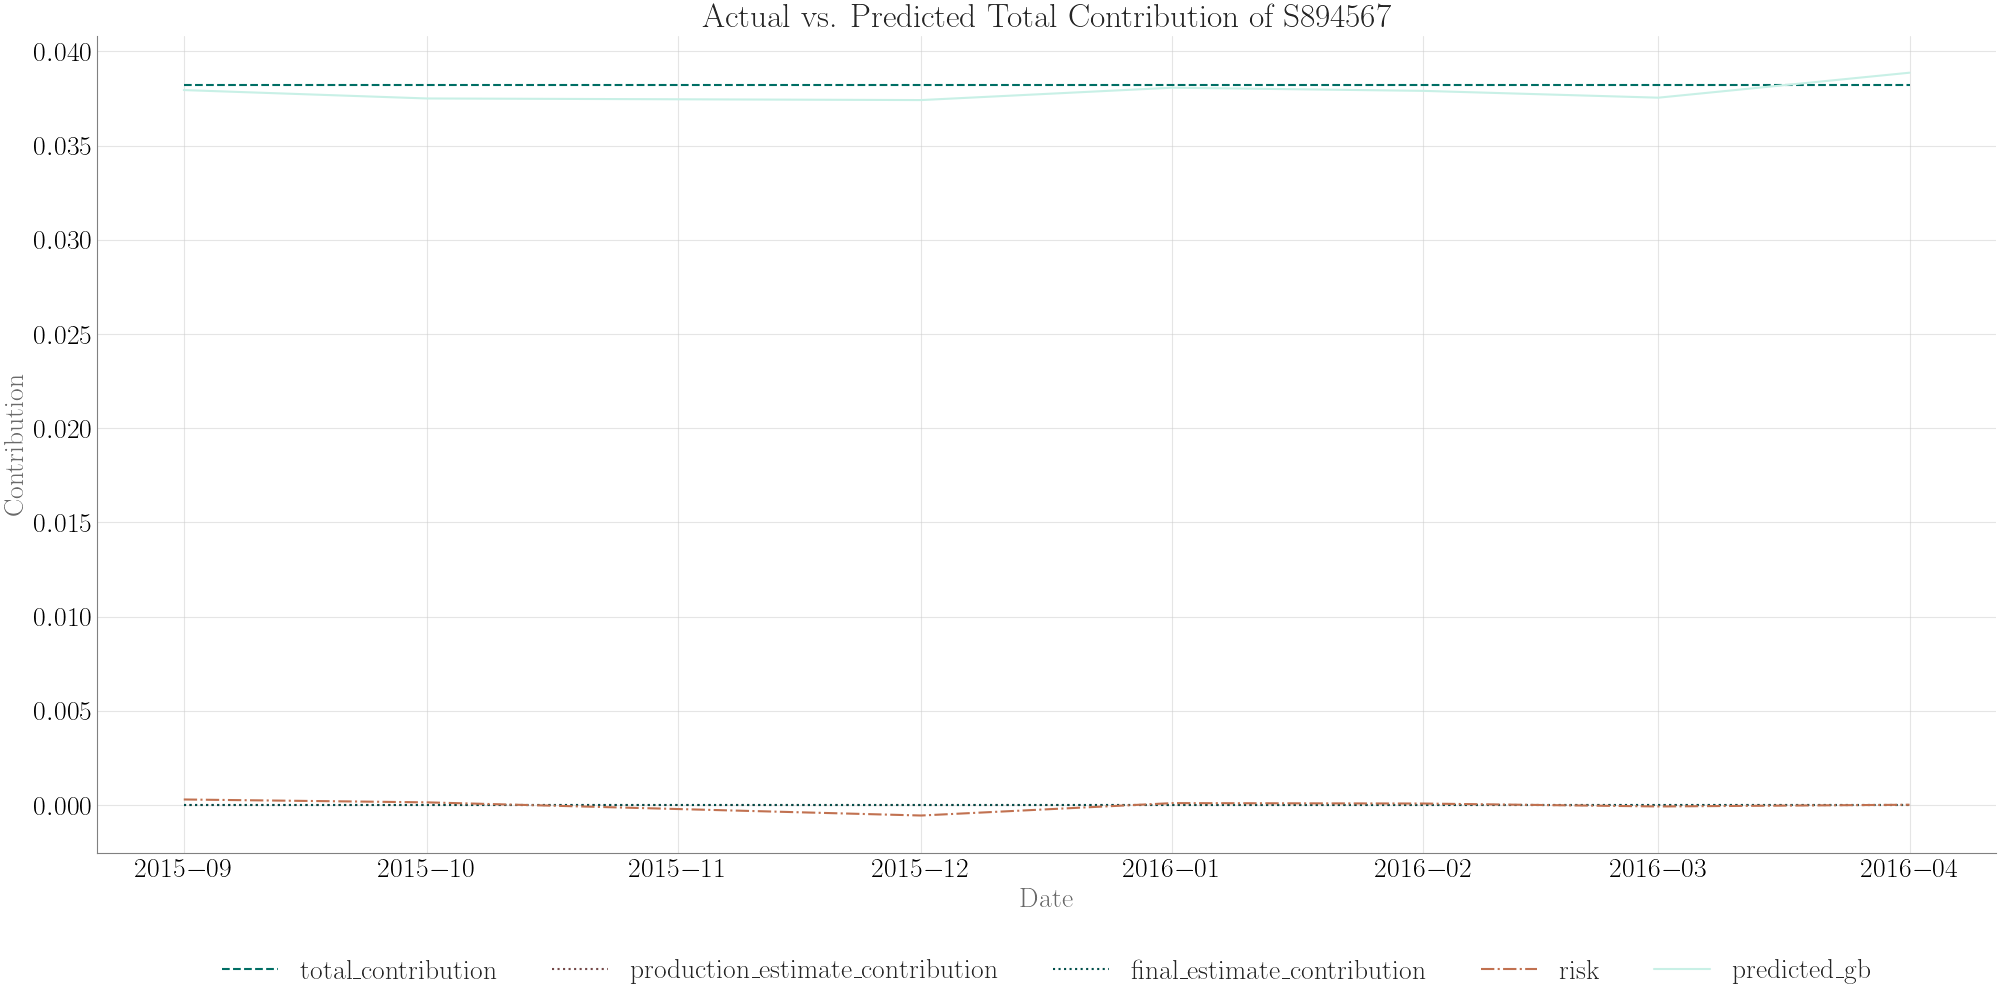 Actual vs. Predicted Total Contribution of S894567
0.040
0.035
0.030
0.025
0.020
0.015
0.010
0.005
0.000
Contribution
2015–09 2015–10 2015–11 2015–12 2016–01 2016–02 2016–03 2016–04
Date
total_contribution production_estimate_contribution final_estimate_contribution risk predicted_gb